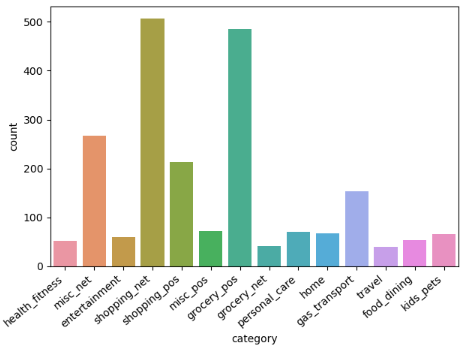 500
400
300
200
100
0
count
health_fitness
misc_net
entertainment
shopping_net
shopping_pos
misc_pos
grocery_pos
grocery_net
personal_care
home
gas_transport
travel
food_dining
kids_pets
category